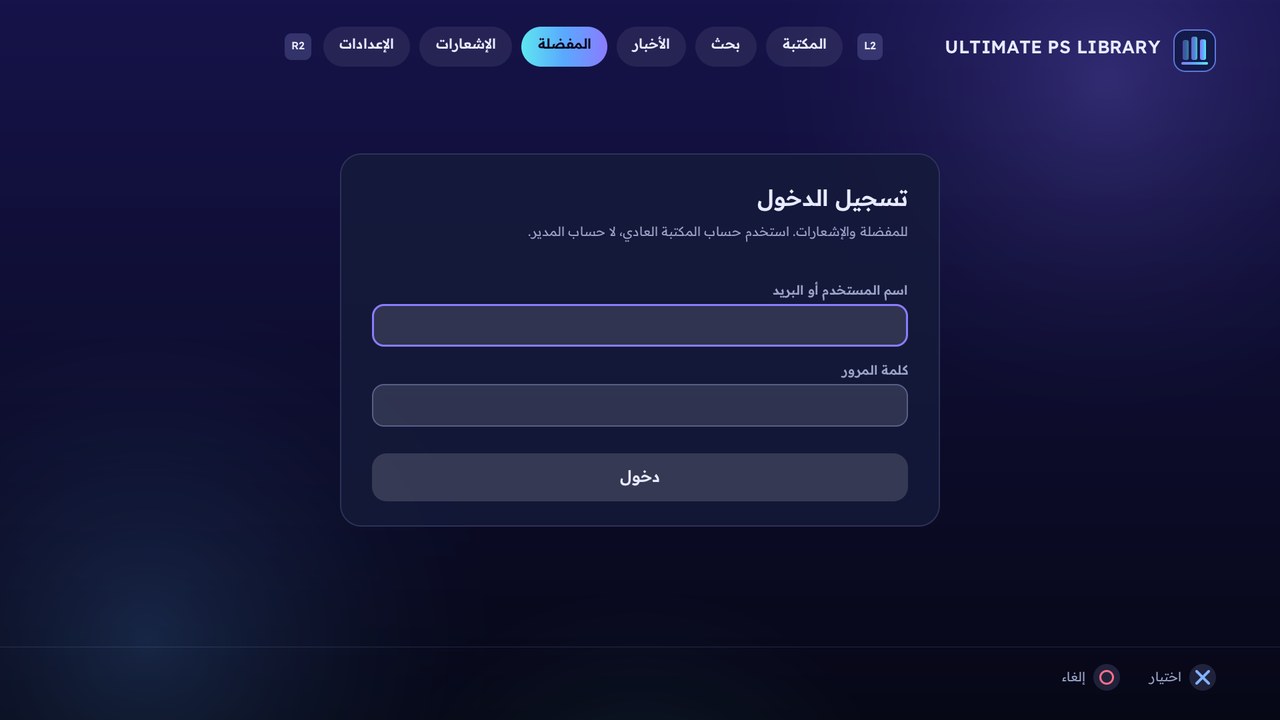 ULTIMATE PS LIBRARY
L2 المكتبة بحث الأخبار المفضلة الإشعارات الإعدادات R2
تسجيل الدخول
للمفضلة والإشعارات. استخدم حساب المكتبة العادي، لا حساب المدير.
اسم المستخدم أو البريد
كلمة المرور
دخول
اختيار إلغاء